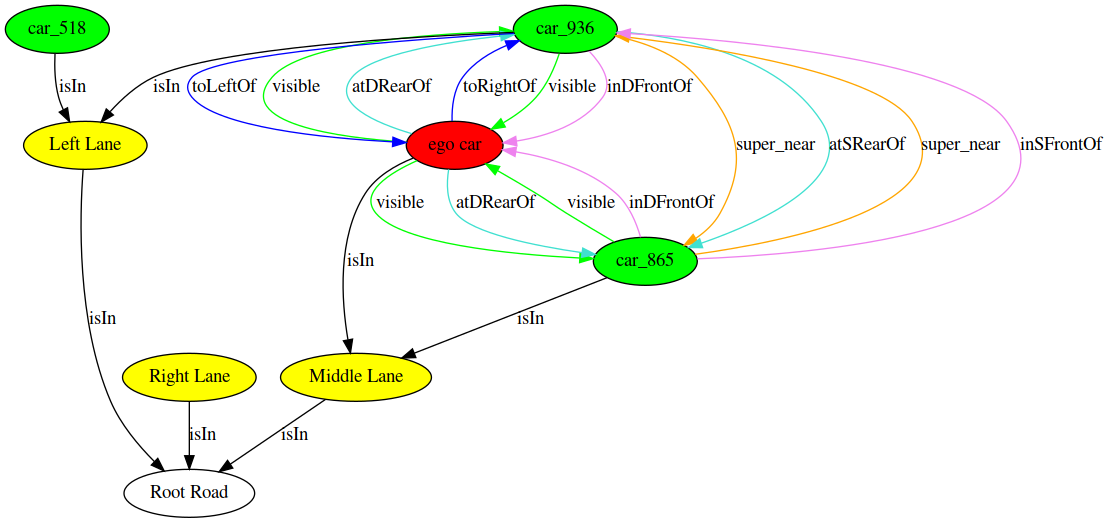 car_518
car_936
isIn
isIn
toLeftOf
visible
atDRearOf
toRightOf
visible
inDFrontOf
Left Lane
ego car
super_near
atSRearOf
super_near
inSFrontOf
visible
atDRearOf
visible
inDFrontOf
isIn
car_865
isIn
isIn
Right Lane
Middle Lane
isIn
isIn
Root Road